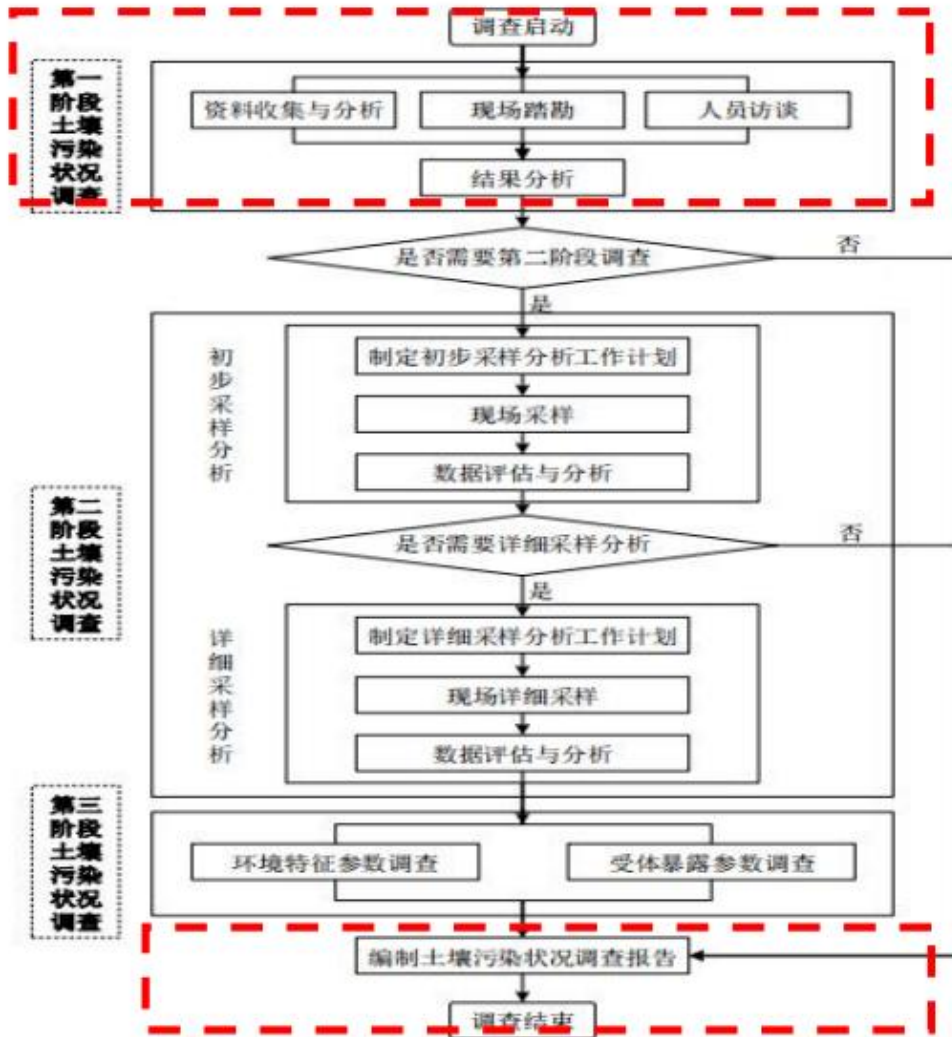 调查启动
第一阶段土壤污染状况调查
资料收集与分析
现场踏勘
人员访谈
结果分析
是否需要第二阶段调查
否
是
第二阶段土壤污染状况调查
初步采样分析
制定初步采样分析工作计划
现场采样
数据评估与分析
是否需要详细采样分析
否
是
详细采样分析
制定详细采样分析工作计划
现场详细采样
数据评估与分析
第三阶段土壤污染状况调查
环境特征参数调查
受体暴露参数调查
编制土壤污染状况调查报告
调查结束